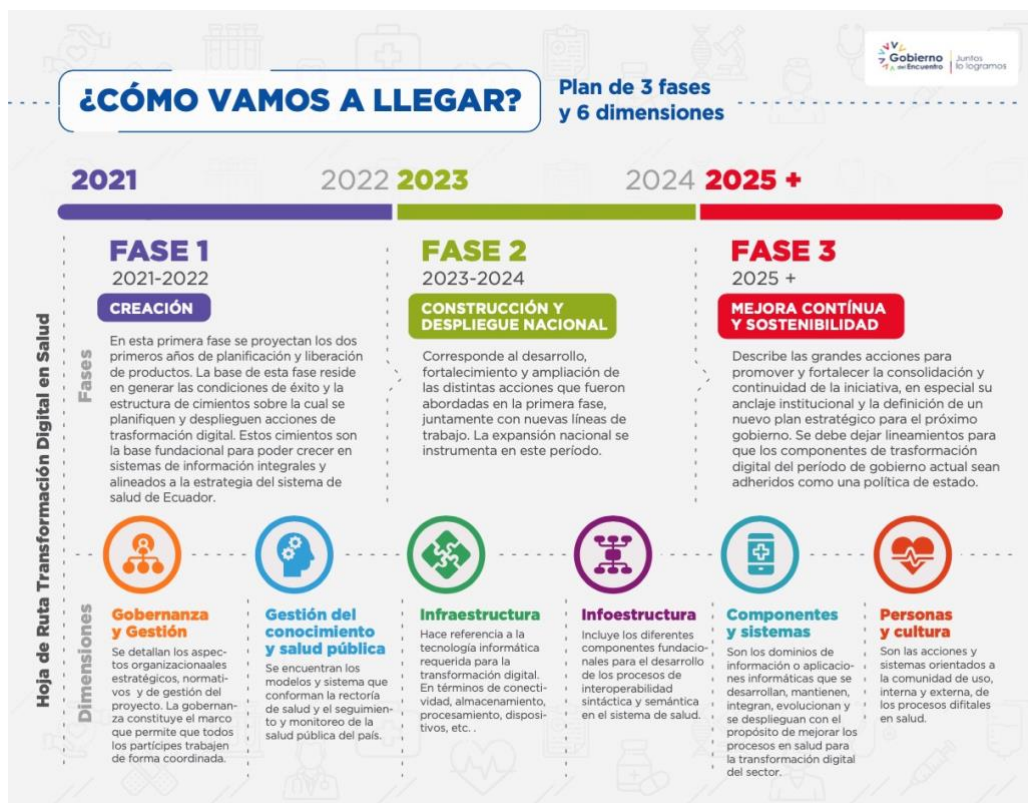 Gobierno
del Encuentro
Juntos
lo logramos
¿CÓMO VAMOS A LLEGAR?
Plan de 3 fases
y 6 dimensiones
2021
2022 2023
2024 2025 +
Hoja de Ruta Transformación Digital en Salud
Fases
FASE 1
2021-2022
CREACIÓN
En esta primera fase se proyectan los dos
primeros años de planificación y liberación
de productos. La base de esta fase reside
en generar las condiciones de éxito y la
estructura de cimientos sobre la cual se
planifiquen y desplieguen acciones de
trasformación digital. Estos cimientos son
la base fundacional para poder crecer en
sistemas de información integrales y
alineados a la estrategia del sistema de
salud de Ecuador.
FASE 2
2023-2024
CONSTRUCCIÓN Y
DESPLIEGUE NACIONAL
Corresponde al desarrollo,
fortalecimiento y ampliación de
las distintas acciones que fueron
abordadas en la primera fase,
juntamente con nuevas líneas de
trabajo. La expansión nacional se
instrumenta en este período.
FASE 3
2025 +
MEJORA CONTÍNUA
Y SOSTENIBILIDAD
Describe las grandes acciones para
promover y fortalecer la consolidación y
continuidad de la iniciativa, en especial su
anclaje institucional y la definición de un
nuevo plan estratégico para el próximo
gobierno. Se debe dejar lineamientos para
que los componentes de trasformación
digital del período de gobierno actual sean
adheridos como una política de estado.
Dimensiones
Gobernanza
y Gestión
Se detallan los aspec-
tos organizacionaales
estratégicos, normati-
vos y de gestión del
proyecto. La gobernan-
za constituye el marco
que permite que todos
los partícipes trabajen
de forma coordinada.
Gestión del
conocimiento
y salud pública
Se encuentran los
modelos y sistema que
conforman la rectoría
de salud y el seguimien-
to y monitoreo de la
salud pública del país.
Infraestructura
Hace referencia a la
tecnología informática
requerida para la
transformación digital.
En términos de conecti-
vidad, almacenamiento,
procesamiento, disposi-
tivos, etc. .
Infoestructura
Incluye los diferentes
componentes fundacio-
nales para el desarrollo
de los procesos de
interoperabilidad
sintáctica y semántica
en el sistema de salud.
Componentes
y sistemas
Son los dominios de
información o aplicacio-
nes informáticas que se
desarrollan, mantienen,
integran, evolucionan y
se despliegan con el
propósito de mejorar los
procesos en salud para
la transformación digital
del sector.
Personas
y cultura
Son las acciones y
sistemas orientados a
la comunidad de uso,
interna y externa, de
los procesos difitales
en salud.